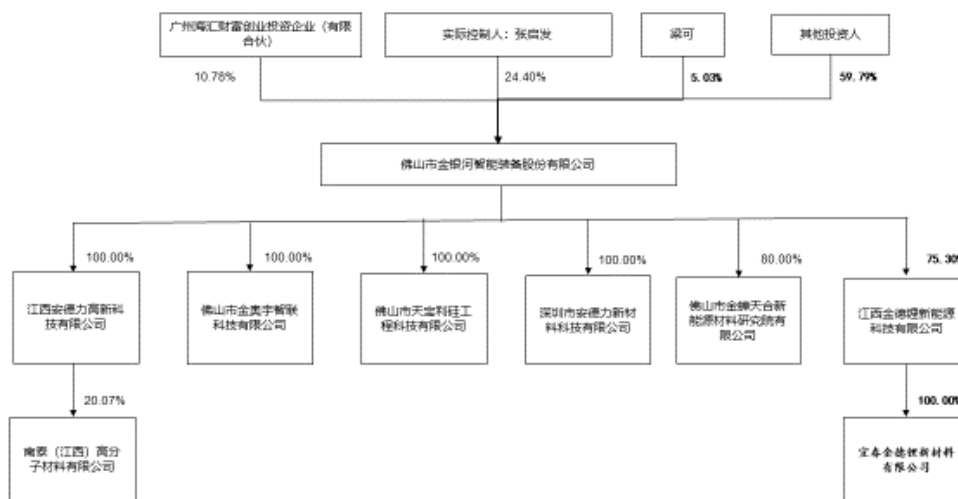 广州海汇财富创业投资企业（有限
合伙）
实际控制人：张启发
梁可
其他投资人
10.78%
24.40%
5.03%
59.79%
佛山市金银河智能装备股份有限公司
100.00%
100.00%
100.00%
100.00%
80.00%
75.30%
江西安德力高新科
技有限公司
佛山市金奥宇智联
科技有限公司
佛山市天宝利硅工
程科技有限公司
深圳市安德力新材
料科技有限公司
佛山市金蝉天合新
能源材料研究院有
限公司
江西金德锂新能源
科技有限公司
20.07%
100.00%
南泰（江西）高分
子材料有限公司
宜春金德锂新材料
有限公司